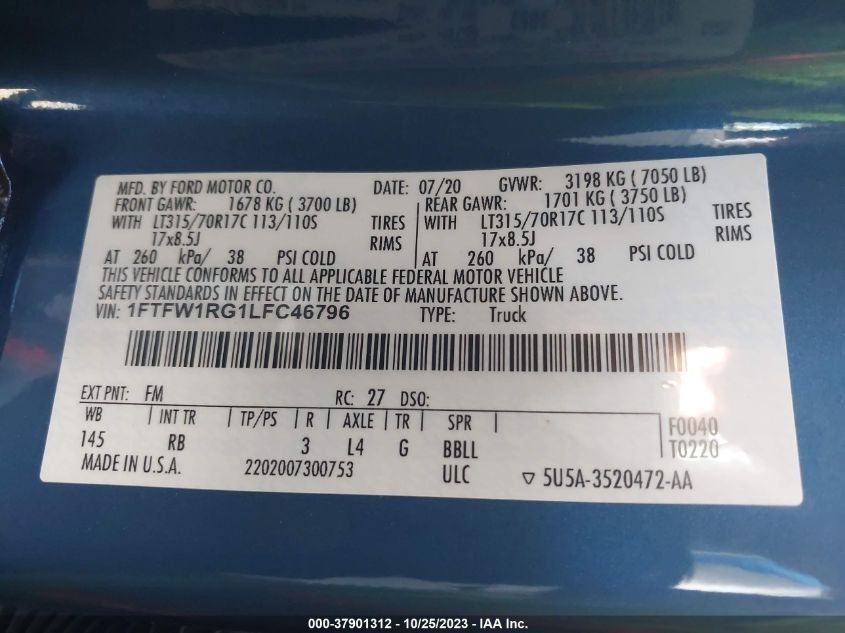 MFD. BY FORD MOTOR CO. DATE: 07/20 GVWR: 3198 KG ( 7050 LB)
FRONT GAWR: 1678 KG ( 3700 LB) REAR GAWR: 1701 KG ( 3750 LB)
WITH LT315/70R17C 113/110S TIRES WITH LT315/70R17C 113/110S TIRES
17x8.5J RIMS 17x8.5J RIMS
AT 260 kPa/ 38 PSI COLD AT 260 kPa/ 38 PSI COLD
THIS VEHICLE CONFORMS TO ALL APPLICABLE FEDERAL MOTOR VEHICLE
SAFETY STANDARDS IN EFFECT ON THE DATE OF MANUFACTURE SHOWN ABOVE.
VIN: 1FTFW1RG1LFC46796 TYPE: Truck
EXT PNT: FM RC: 27 DSO:
WB INT TR TP/PS R AXLE TR SPR F0040
145 RB 3 L4 G BBLL T0220
MADE IN U.S.A. 2202007300753 ULC ▽ 5U5A-3520472-AA
000-37901312 - 10/25/2023 - IAA Inc.